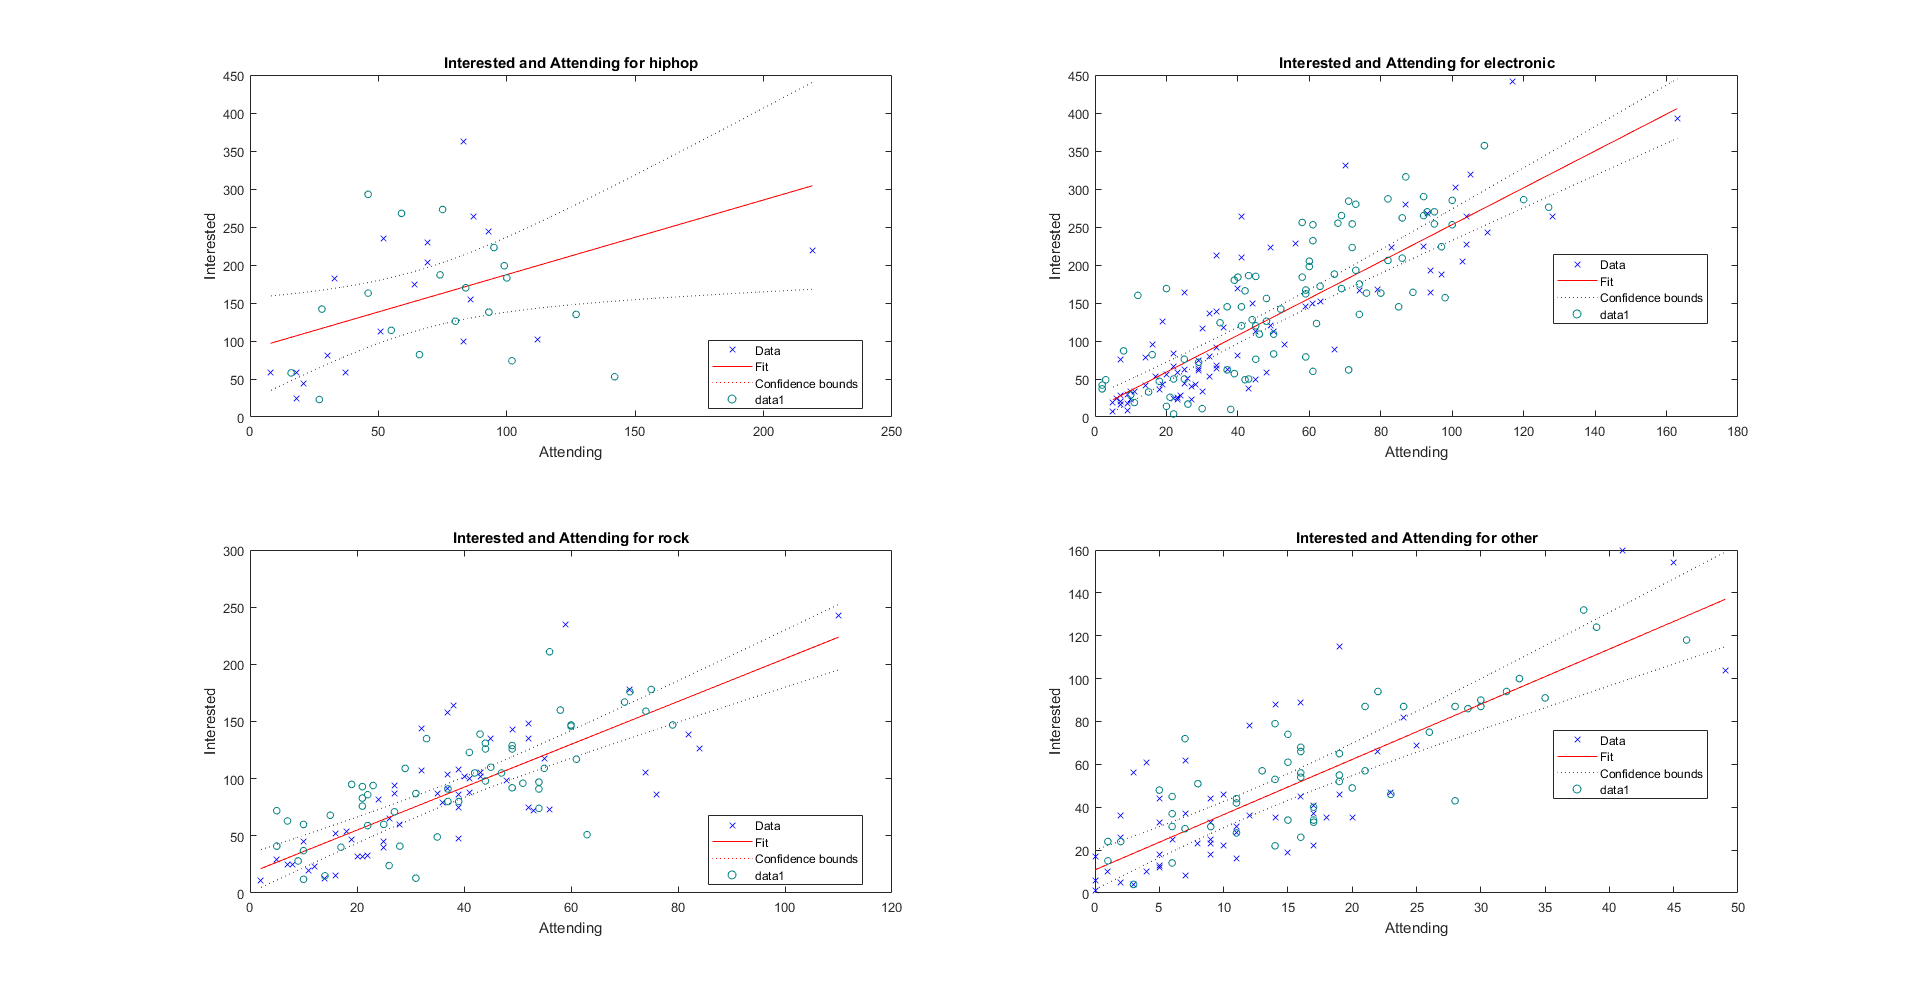 Interested and Attending for hiphop
450
400
350
300
250
200
150
100
50
0
Interested
0 50 100 150 200 250
Attending
Data
Fit
Confidence bounds
data1
Interested and Attending for electronic
450
400
350
300
250
200
150
100
50
0
Interested
0 20 40 60 80 100 120 140 160 180
Attending
Data
Fit
Confidence bounds
data1
Interested and Attending for rock
300
250
200
150
100
50
0
Interested
0 20 40 60 80 100 120
Attending
Data
Fit
Confidence bounds
data1
Interested and Attending for other
160
140
120
100
80
60
40
20
0
Interested
0 5 10 15 20 25 30 35 40 45 50
Attending
Data
Fit
Confidence bounds
data1